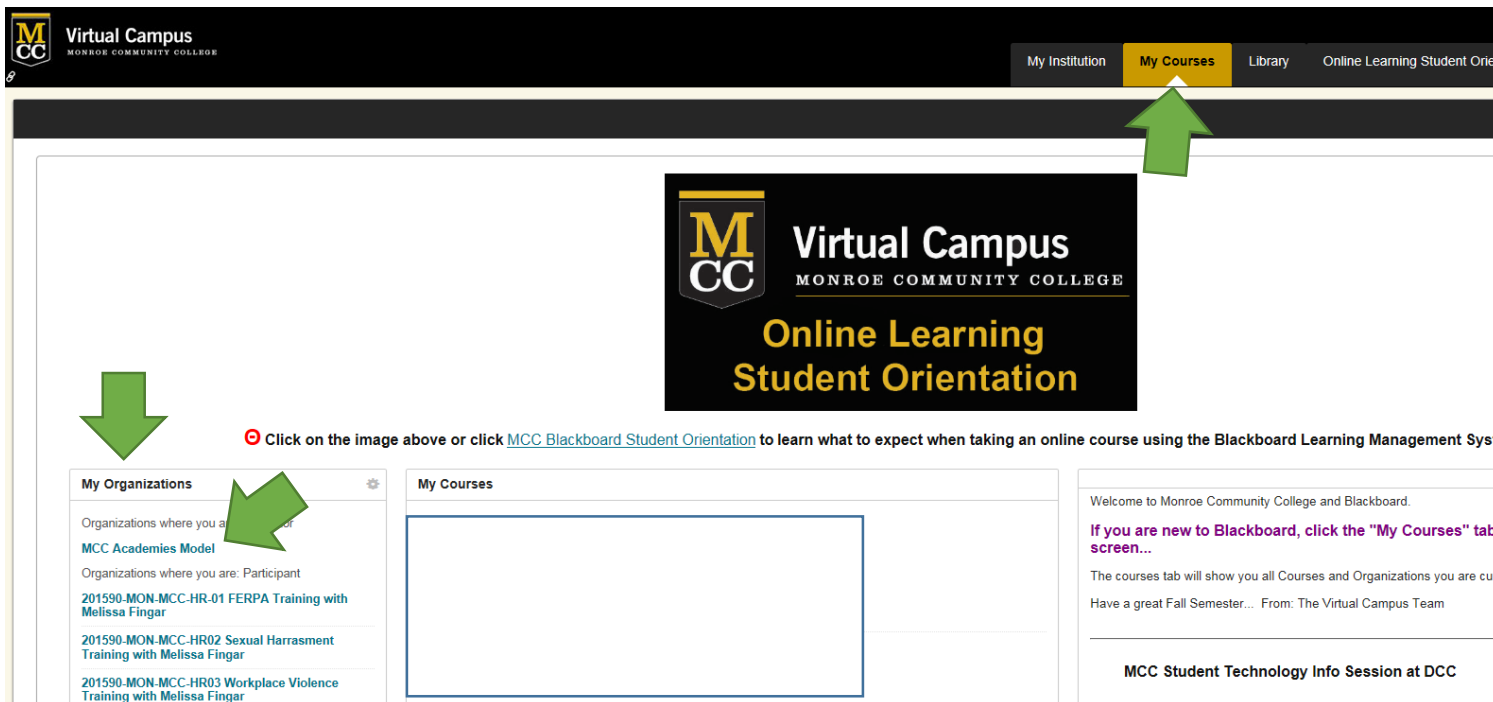 M
CC
Virtual Campus
MONROE COMMUNITY COLLEGE
My Institution
My Courses
Library
Online Learning Student Orie
M
CC
Virtual Campus
MONROE COMMUNITY COLLEGE
Online Learning
Student Orientation
Click on the image above or click MCC Blackboard Student Orientation to learn what to expect when taking an online course using the Blackboard Learning Management Sys
My Organizations
Organizations where you a
MCC Academies Model
Organizations where you are: Participant
201590-MON-MCC-HR-01 FERPA Training with
Melissa Fingar
201590-MON-MCC-HR02 Sexual Harrasment
Training with Melissa Fingar
201590-MON-MCC-HR03 Workplace Violence
Training with Melissa Fingar
My Courses
Welcome to Monroe Community College and Blackboard.
If you are new to Blackboard, click the "My Courses" tab
screen...
The courses tab will show you all Courses and Organizations you are cu
Have a great Fall Semester... From: The Virtual Campus Team
MCC Student Technology Info Session at DCC